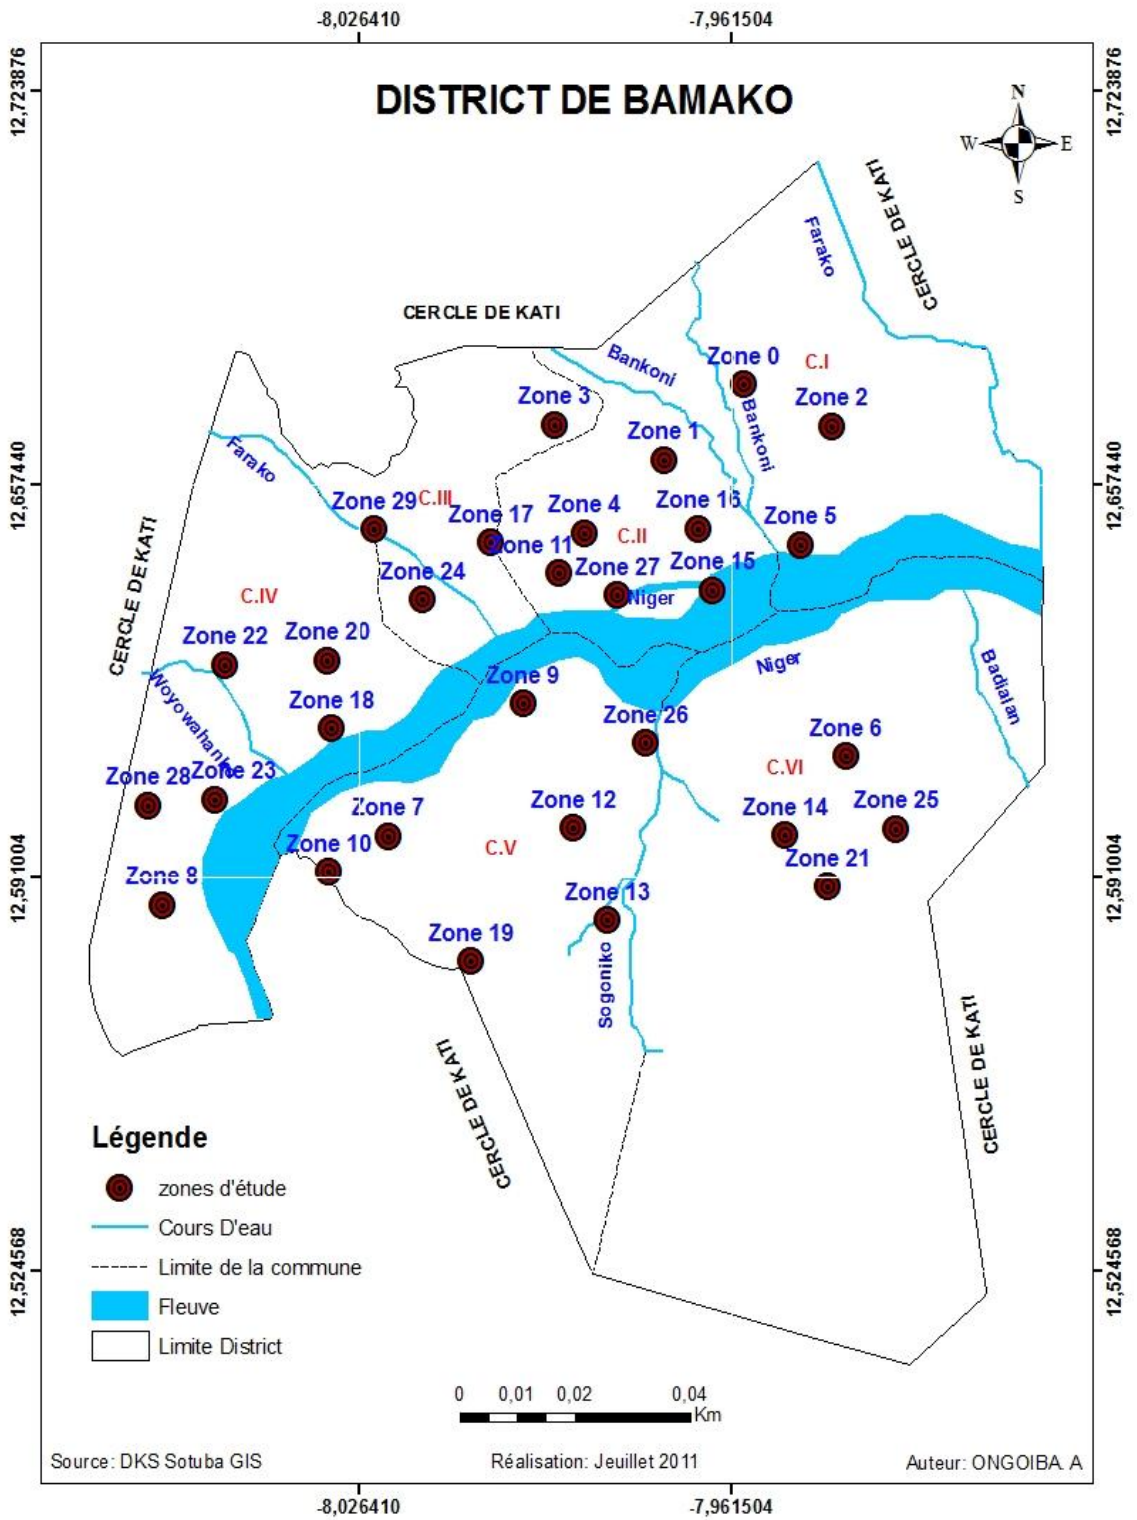 -8,026410
-7,961504
12,723876
12,723876
DISTRICT DE BAMAKO
N
W
E
S
CERCLE DE KATI
Farako
CERCLE DE KATI
Bankoni
Zone 0
C.I
Zone 3
Zone 2
Bankoni
Zone 1
Farako
12,657440
12,657440
Zone 29
C.III
Zone 17
Zone 4
Zone 16
C.II
Zone 5
Zone 11
Zone 27
Zone 15
Zone 24
Niger
CERCLE DE KATI
C.IV
Zone 22
Zone 20
Niger
Badialan
Zone 9
Woyowahanko
Zone 18
Zone 26
Zone 6
C.VI
Zone 28
Zone 23
Zone 7
Zone 12
Zone 14
Zone 25
Zone 10
C.V
Zone 21
12,591004
12,591004
Zone 8
Zone 13
Zone 19
Sogoniko
CERCLE DE KATI
CERCLE DE KATI
Légende
zones d'étude
Cours D'eau
Limite de la commune
Fleuve
Limite District
12,524568
12,524568
0 0,01 0,02 0,04
Km
Source: DKS Sotuba GIS
Réalisation: Jeuillet 2011
Auteur: ONGOIBA. A
-8,026410
-7,961504